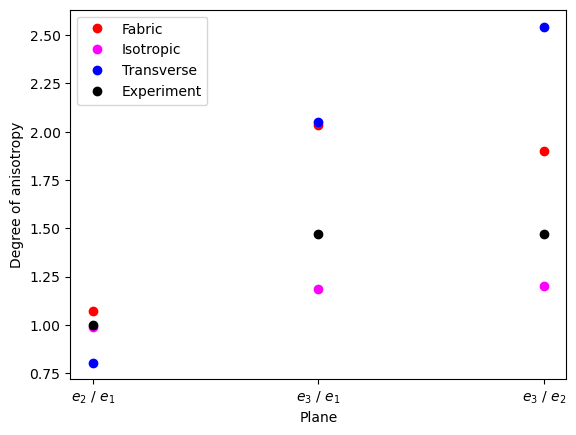 Fabric
Isotropic
Transverse
Experiment
2.50
2.25
2.00
1.75
1.50
1.25
1.00
0.75
Degree of anisotropy
e₂ / e₁
e₃ / e₁
e₃ / e₂
Plane